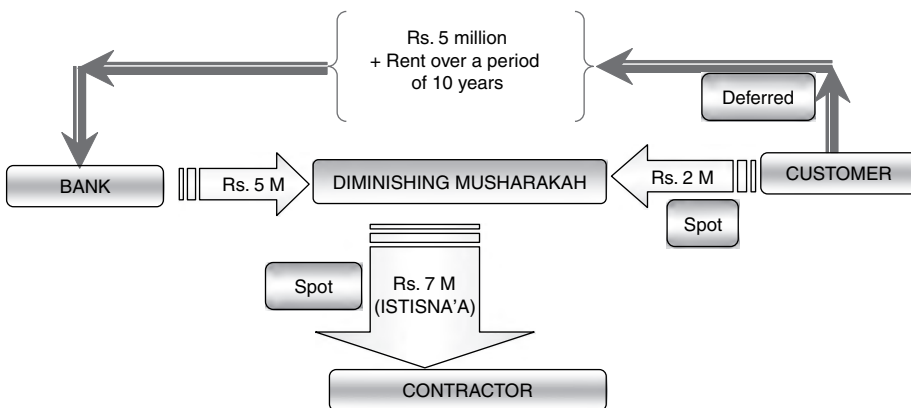 Rs. 5 million
+ Rent over a period
of 10 years
Deferred
BANK
Rs. 5 M
DIMINISHING MUSHARAKAH
Rs. 2 M
CUSTOMER
Spot
Spot
Rs. 7 M
(ISTISNA'A)
CONTRACTOR